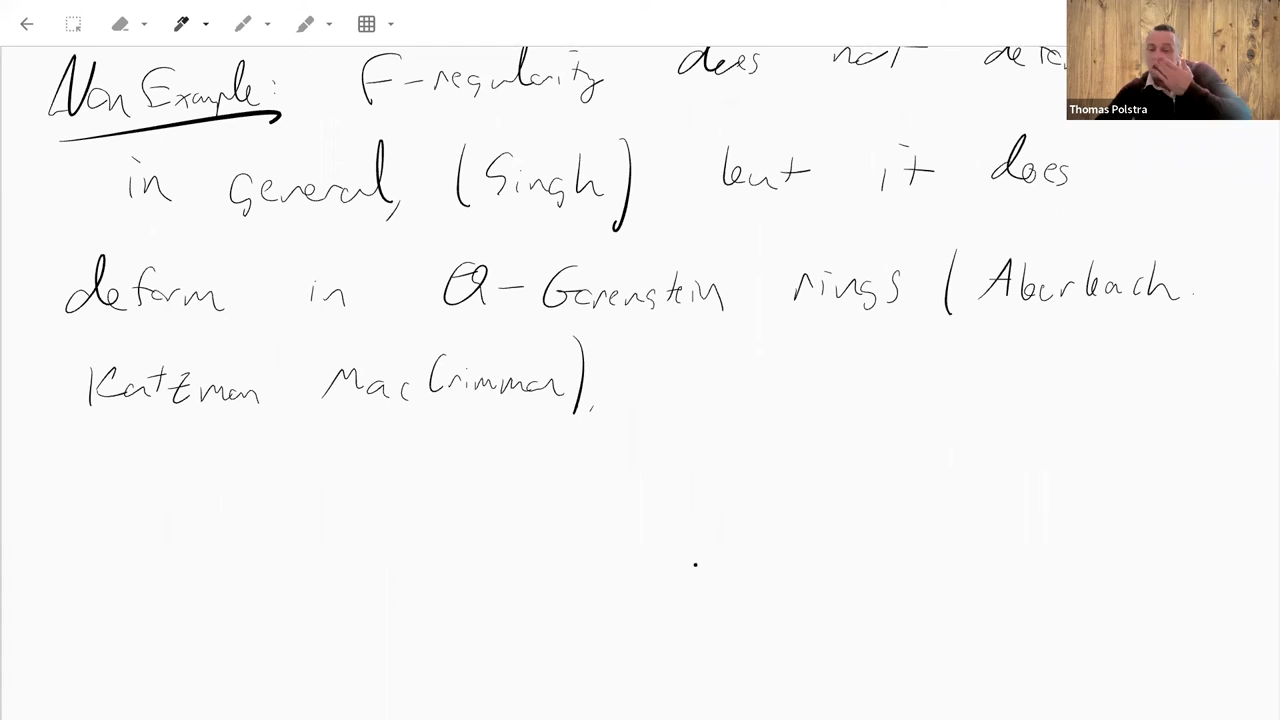 Non Example: F-regularity does not
in general, (Singh) but it does
deform in Q-Gorenstein rings (Aberbach
Katzman MacCrimmon).
Thomas Polstra